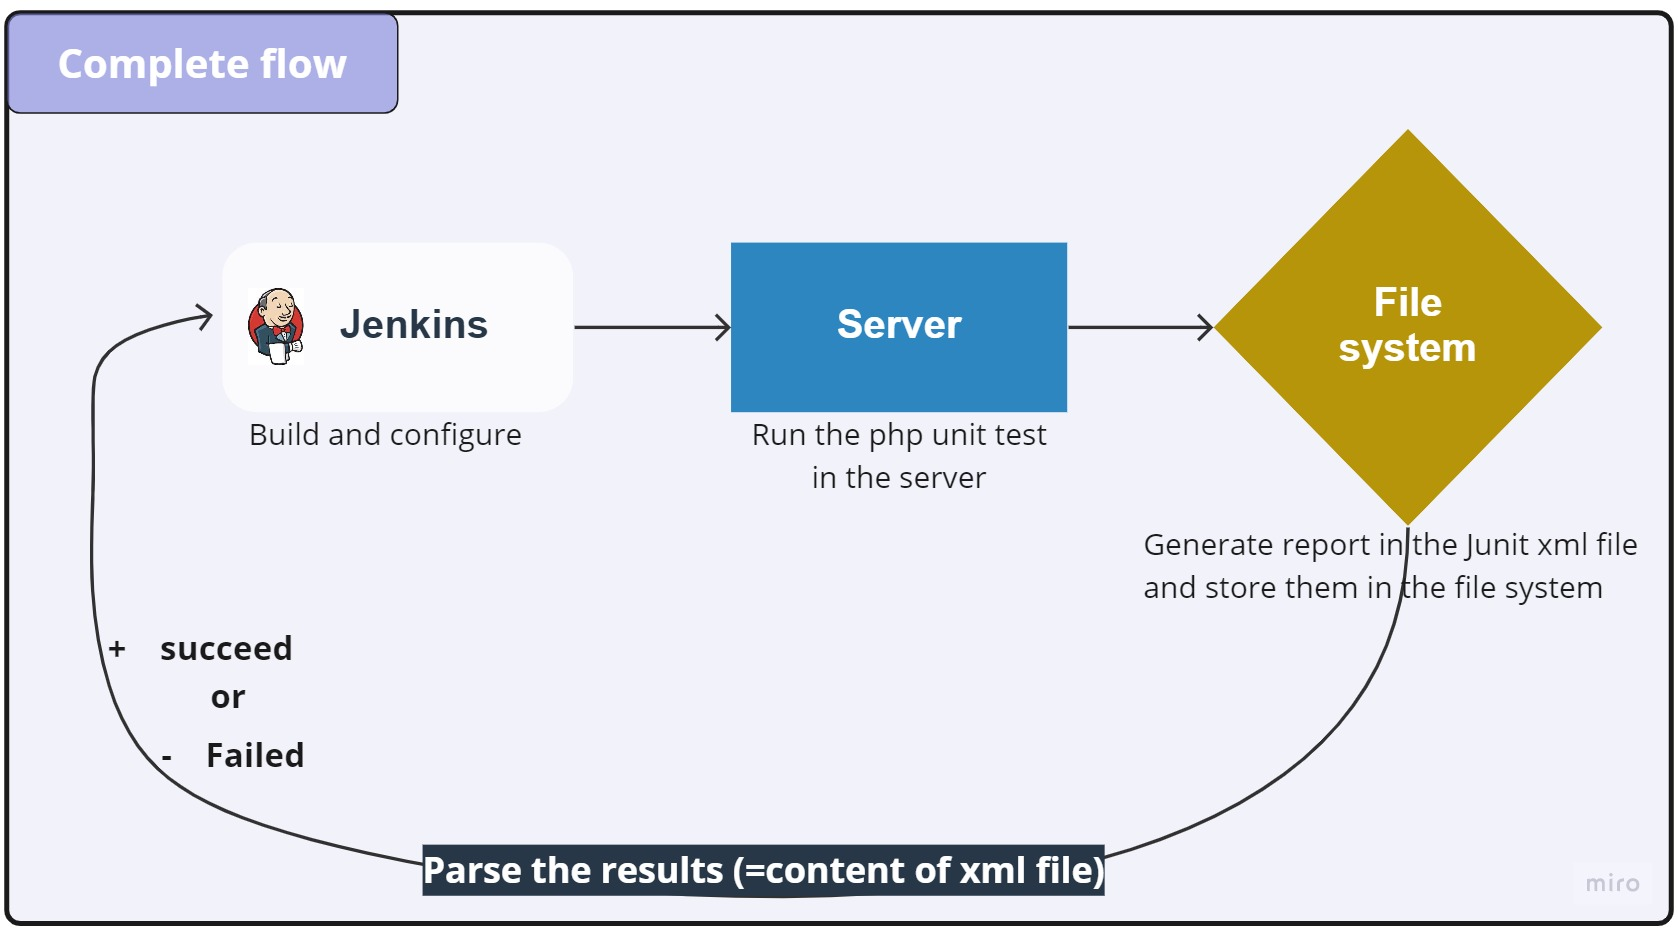 Complete flow
Jenkins
Server
File
system
Build and configure
Run the php unit test
in the server
Generate report in the Junit xml file
and store them in the file system
+ succeed
or
- Failed
Parse the results (=content of xml file)
miro